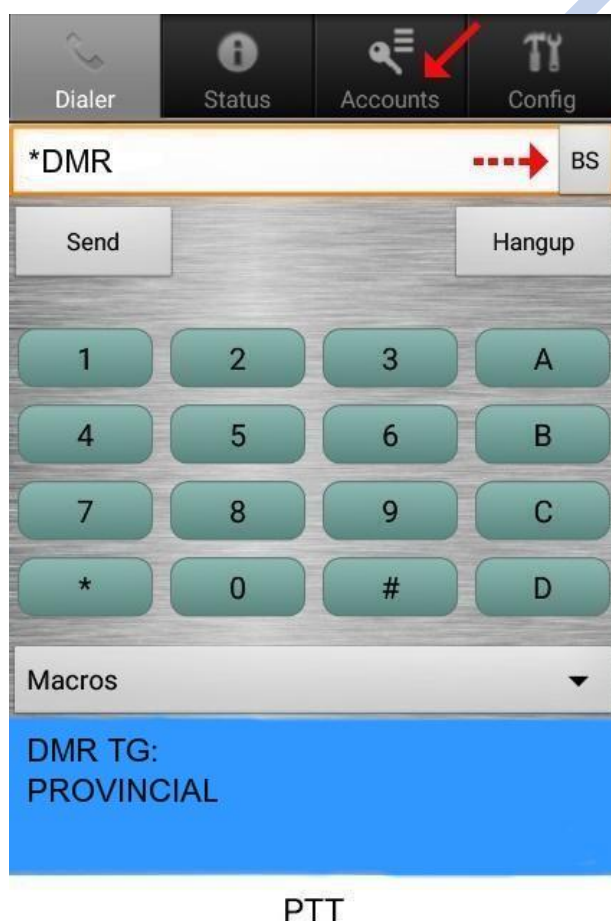 Dialer Status Accounts Config
*DMR BS
Send Hangup
1 2 3 A
4 5 6 B
7 8 9 C
* 0 # D
Macros
DMR TG:
PROVINCIAL
PTT